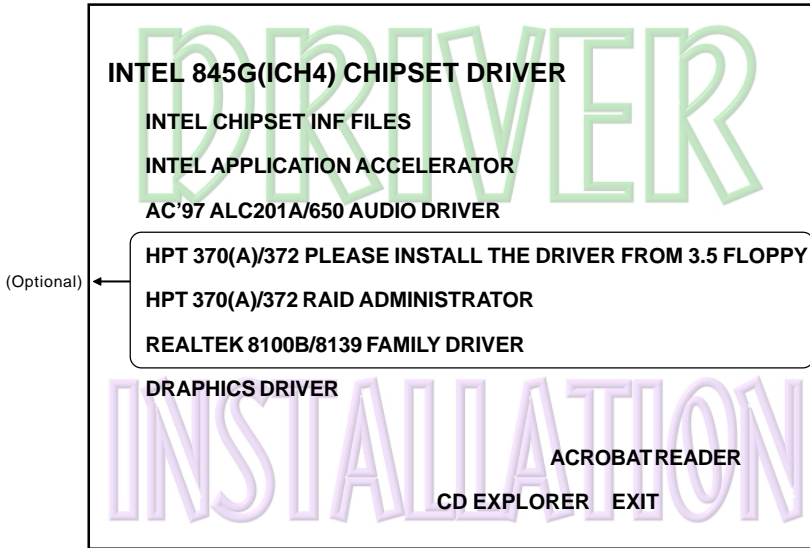 DRIVER
INTEL 845G(ICH4) CHIPSET DRIVER
INTEL CHIPSET INF FILES
INTEL APPLICATION ACCELERATOR
AC'97 ALC201A/650 AUDIO DRIVER
HPT 370(A)/372 PLEASE INSTALL THE DRIVER FROM 3.5 FLOPPY
(Optional)
HPT 370(A)/372 RAID ADMINISTRATOR
REALTEK 8100B/8139 FAMILY DRIVER
DRAPHICS DRIVER
INSTALLATION
ACROBAT READER
CD EXPLORER EXIT